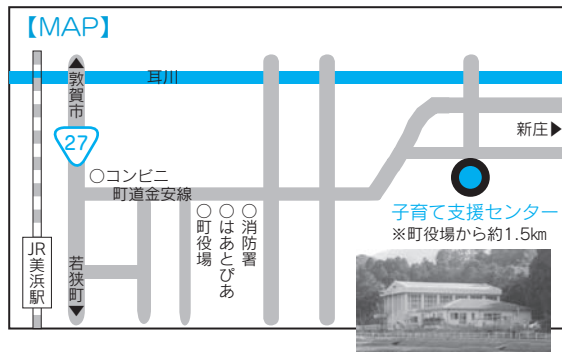 【MAP】
▲敦賀市
耳川
27
新庄▶
○コンビニ
町道金安線
○町役場
○はあとぴあ
○消防署
子育て支援センター
※町役場から約1.5km
JR美浜駅
若狭町▼